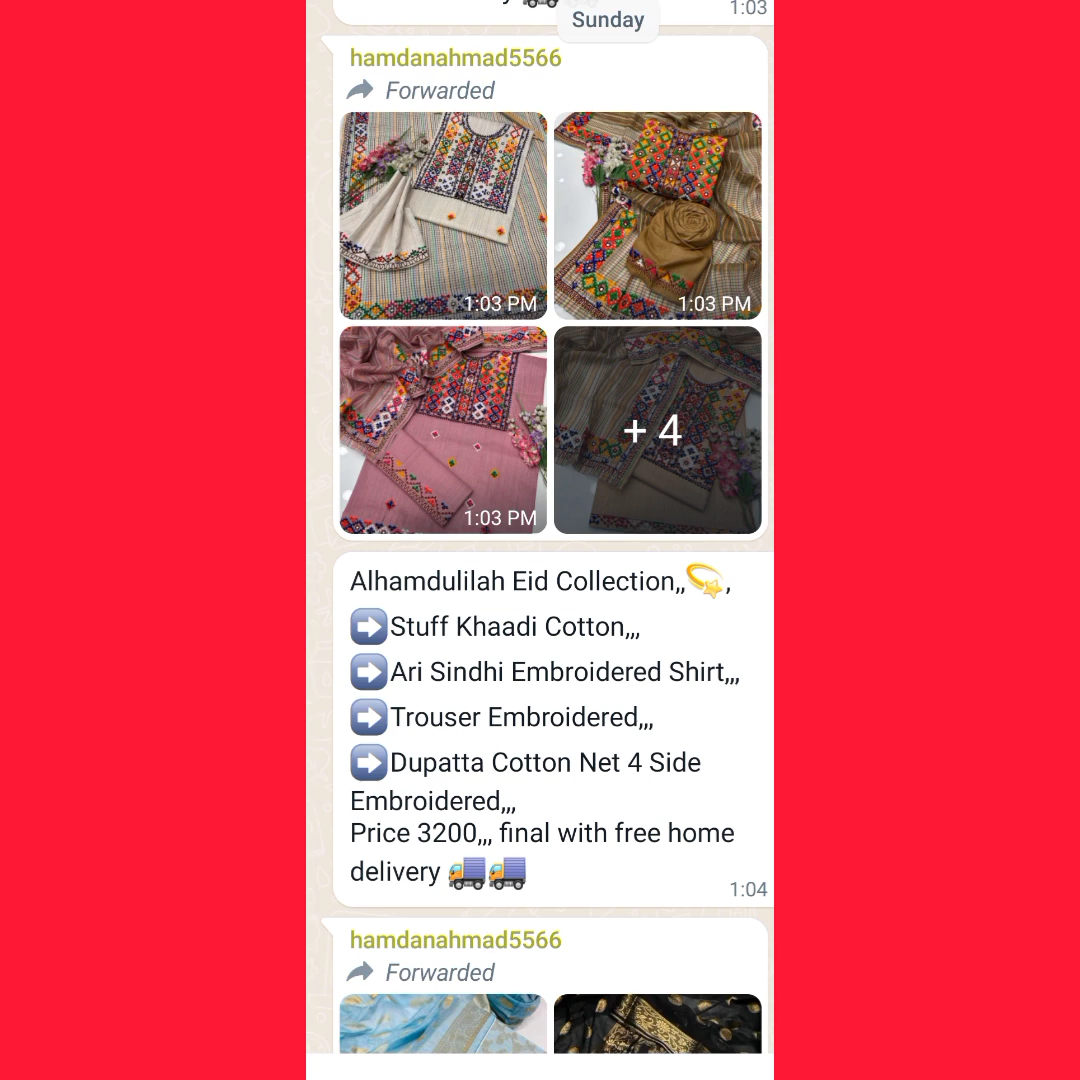 1:03
Sunday
hamdanahmad5566
Forwarded
1:03 PM
1:03 PM
1:03 PM
+ 4
Alhamdulilah Eid Collection,,💫,
➡️Stuff Khaadi Cotton,,,
➡️Ari Sindhi Embroidered Shirt,,,
➡️Trouser Embroidered,,,
➡️Dupatta Cotton Net 4 Side
Embroidered,,,
Price 3200,,, final with free home
delivery 🚛🚛
1:04
hamdanahmad5566
Forwarded